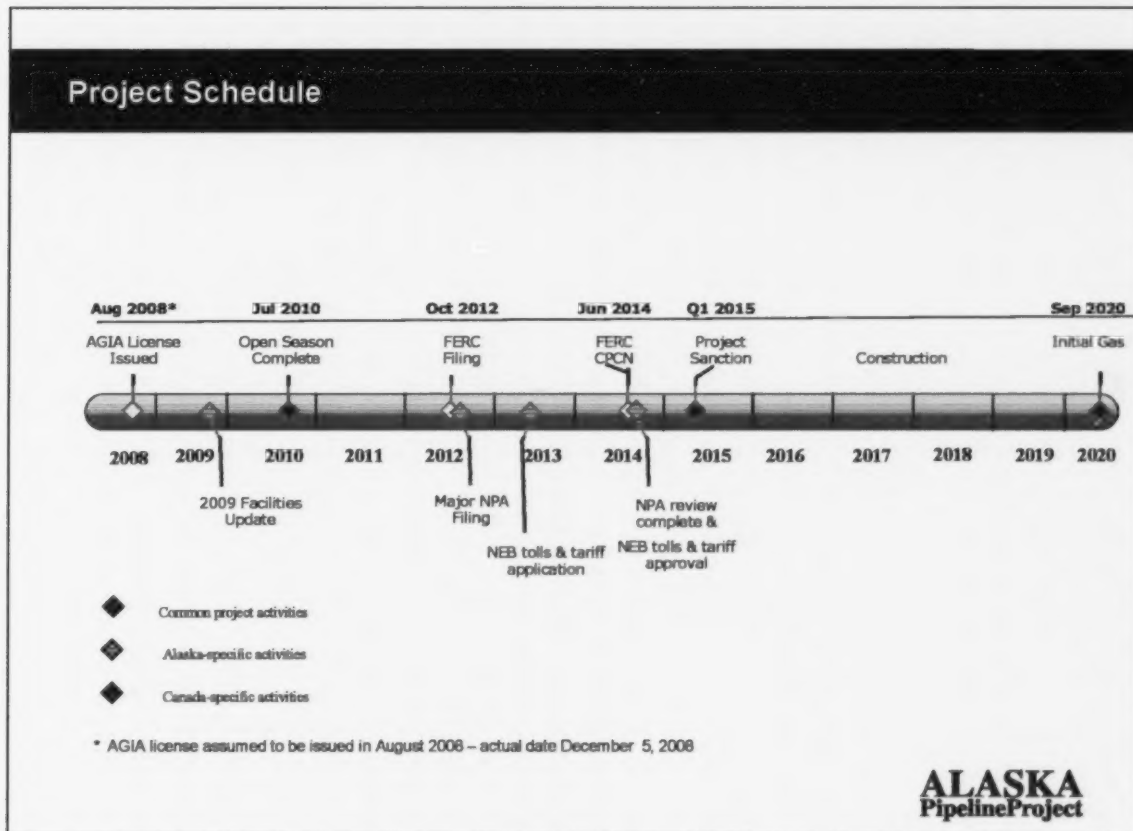 Project Schedule
Aug 2008* Jul 2010 Oct 2012 Jun 2014 Q1 2015 Sep 2020
AGIA License
Issued
Open Season
Complete
FERC
Filing
FERC
CPCN
Project
Sanction
Construction
Initial Gas
2008 2009 2010 2011 2012 2013 2014 2015 2016 2017 2018 2019 2020
2009 Facilities
Update
Major NPA
Filing
NEB tolls & tariff
application
NPA review
complete &
NEB tolls & tariff
approval
Common project activities
Alaska-specific activities
Canada-specific activities
* AGIA license assumed to be issued in August 2008 – actual date December 5, 2008
ALASKA
PipelineProject